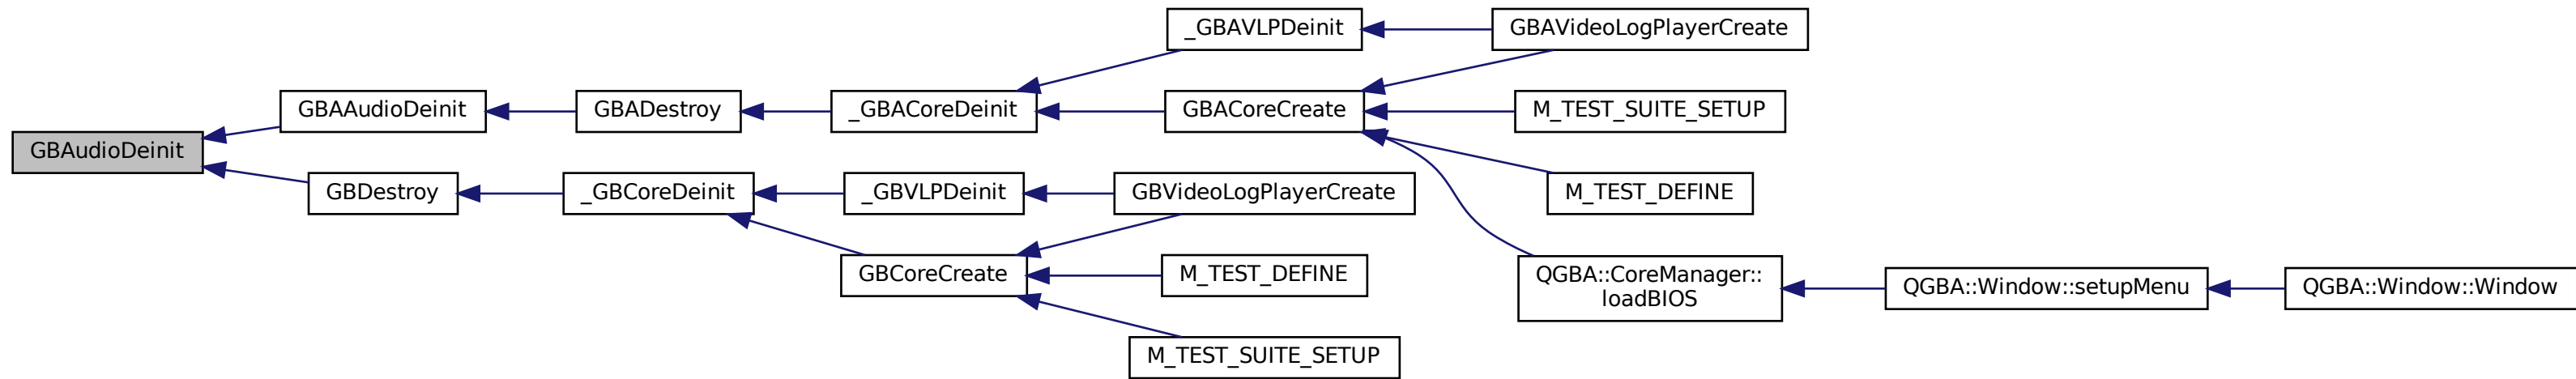 GBAudioDeinit
GBAAudioDeinit
GBADestroy
_GBACoreDeinit
_GBAVLPDeinit
GBAVideoLogPlayerCreate
GBACoreCreate
M_TEST_SUITE_SETUP
M_TEST_DEFINE
QGBA::CoreManager::
loadBIOS
QGBA::Window::setupMenu
QGBA::Window::Window
GBDestroy
_GBCoreDeinit
_GBVLPDeinit
GBVideoLogPlayerCreate
GBCoreCreate
M_TEST_DEFINE
M_TEST_SUITE_SETUP